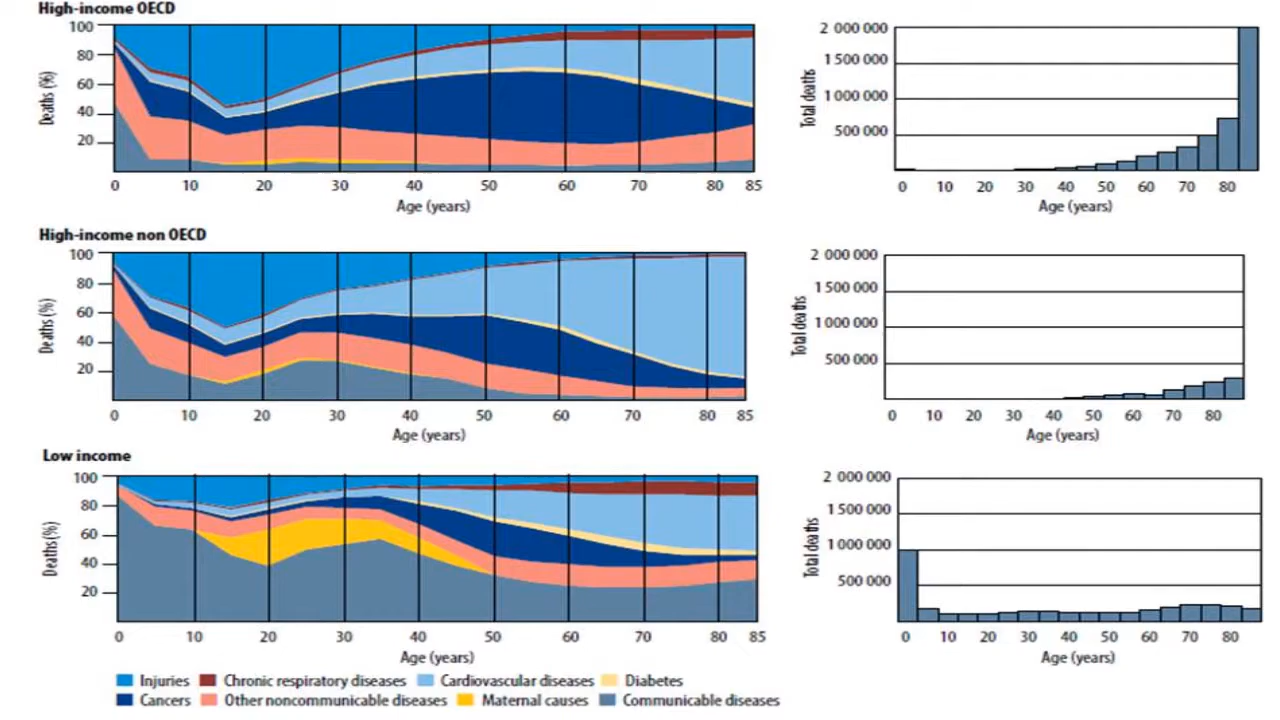 High-income OECD
100
80
60
40
20
Deaths (%)
0 10 20 30 40 50 60 70 80 85
Age (years)
2 000 000
1 500 000
1 000 000
500 000
Total deaths
0 10 20 30 40 50 60 70 80
Age (years)
High-income non OECD
100
80
60
40
20
Deaths (%)
0 10 20 30 40 50 60 70 80 85
Age (years)
2 000 000
1 500 000
1 000 000
500 000
Total deaths
0 10 20 30 40 50 60 70 80
Age (years)
Low income
100
80
60
40
20
Deaths (%)
0 10 20 30 40 50 60 70 80 85
Age (years)
2 000 000
1 500 000
1 000 000
500 000
Total deaths
0 10 20 30 40 50 60 70 80
Age (years)
Injuries Chronic respiratory diseases Cardiovascular diseases Diabetes
Cancers Other noncommunicable diseases Maternal causes Communicable diseases